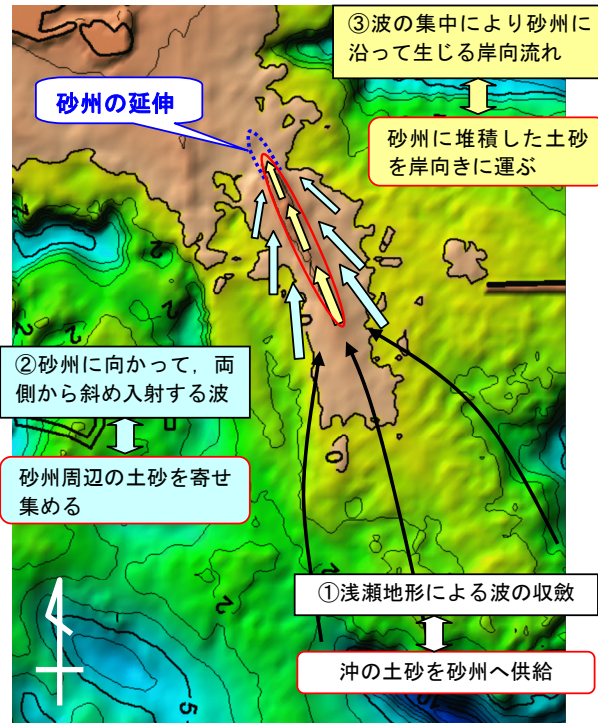 ③波の集中により砂州に
沿って生じる岸向流れ
砂州に堆積した土砂
を岸向きに運ぶ
砂州の延伸
②砂州に向かって，両
側から斜め入射する波
砂州周辺の土砂を寄せ
集める
①浅瀬地形による波の収斂
沖の土砂を砂州へ供給
0
2
2
5